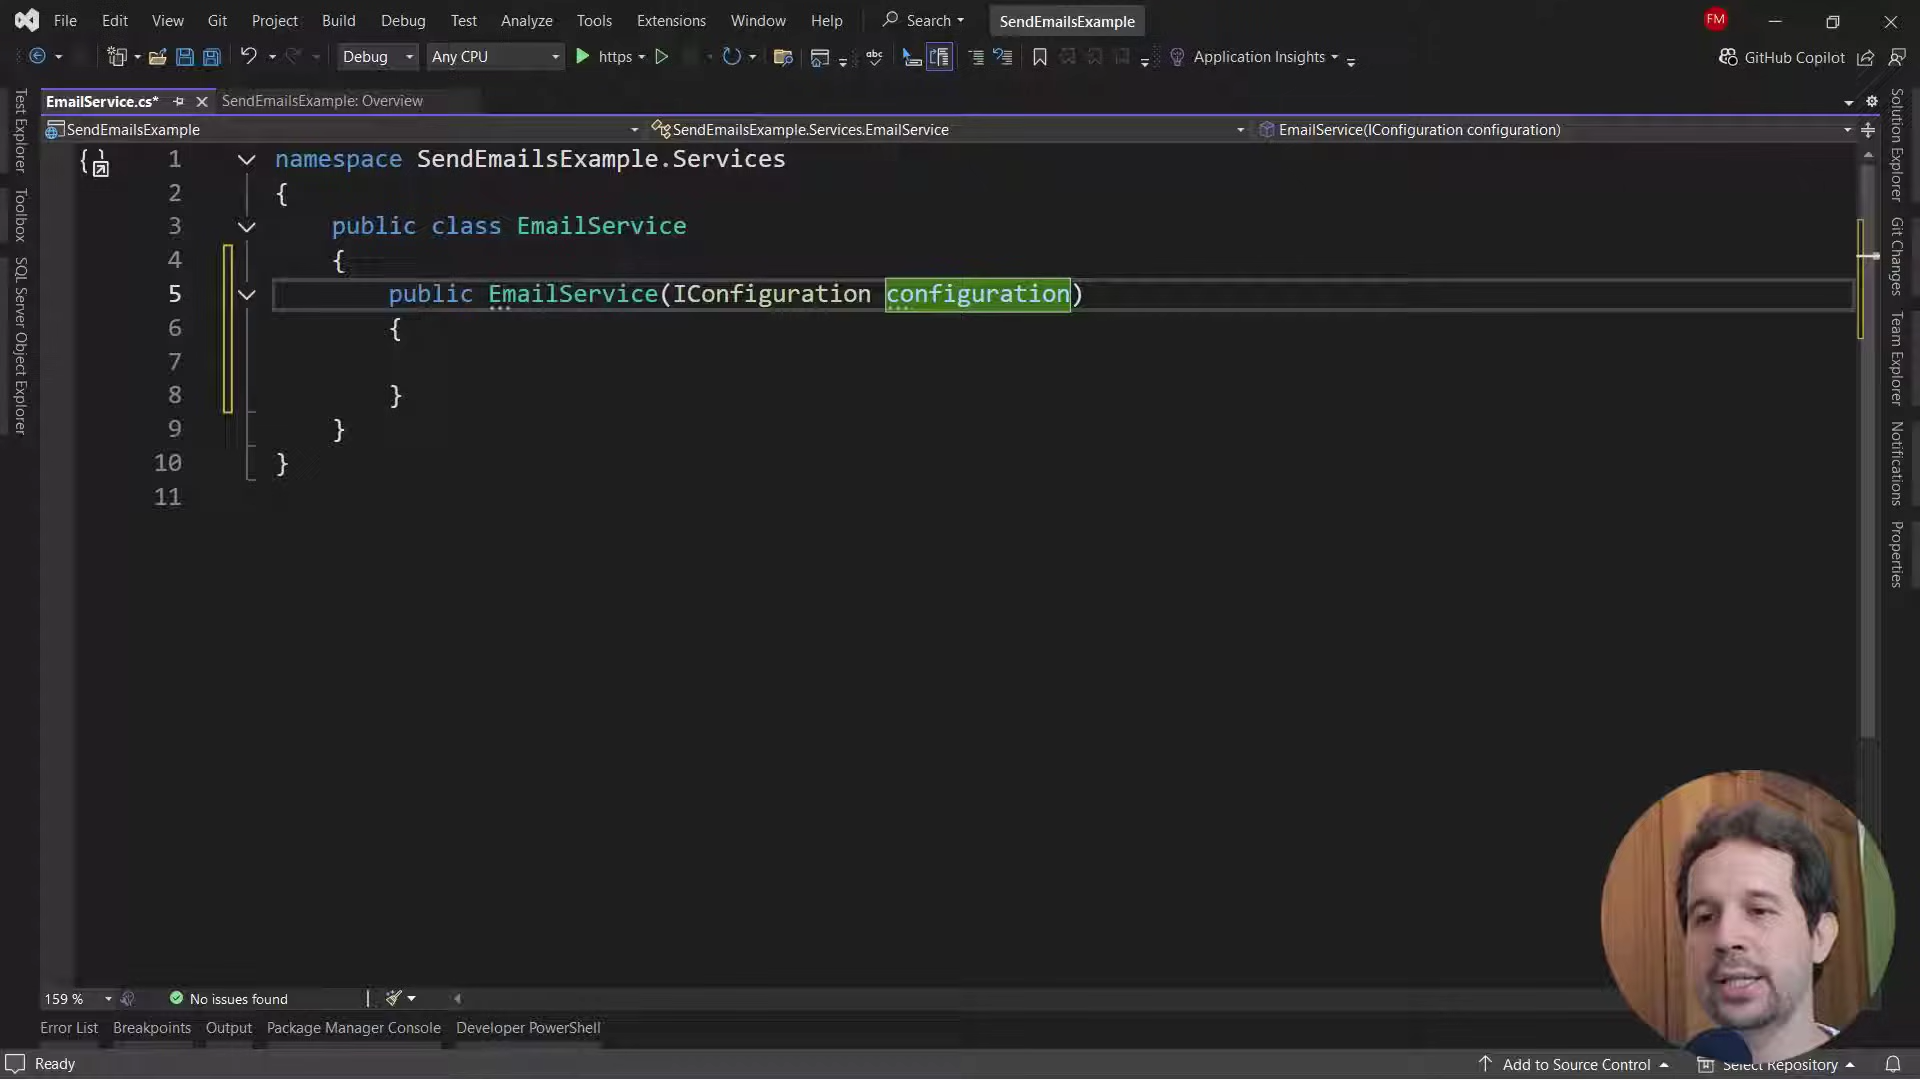 File Edit View Git Project Build Debug Test Analyze Tools Extensions Window Help Search SendEmailsExample FM
Debug Any CPU https abc Application Insights GitHub Copilot
EmailService.cs* SendEmailsExample: Overview
SendEmailsExample SendEmailsExample.Services.EmailService EmailService(IConfiguration configuration)
1 namespace SendEmailsExample.Services
2 {
3 public class EmailService
4 {
5 public EmailService(IConfiguration configuration)
6 {
7
8 }
9 }
10 }
11
Test Explorer
Toolbox
SQL Server Object Explorer
Solution Explorer
Git Changes
Team Explorer
Notifications
Properties
159 % No issues found
Error List Breakpoints Output Package Manager Console Developer PowerShell
Ready Add to Source Control Select Repository